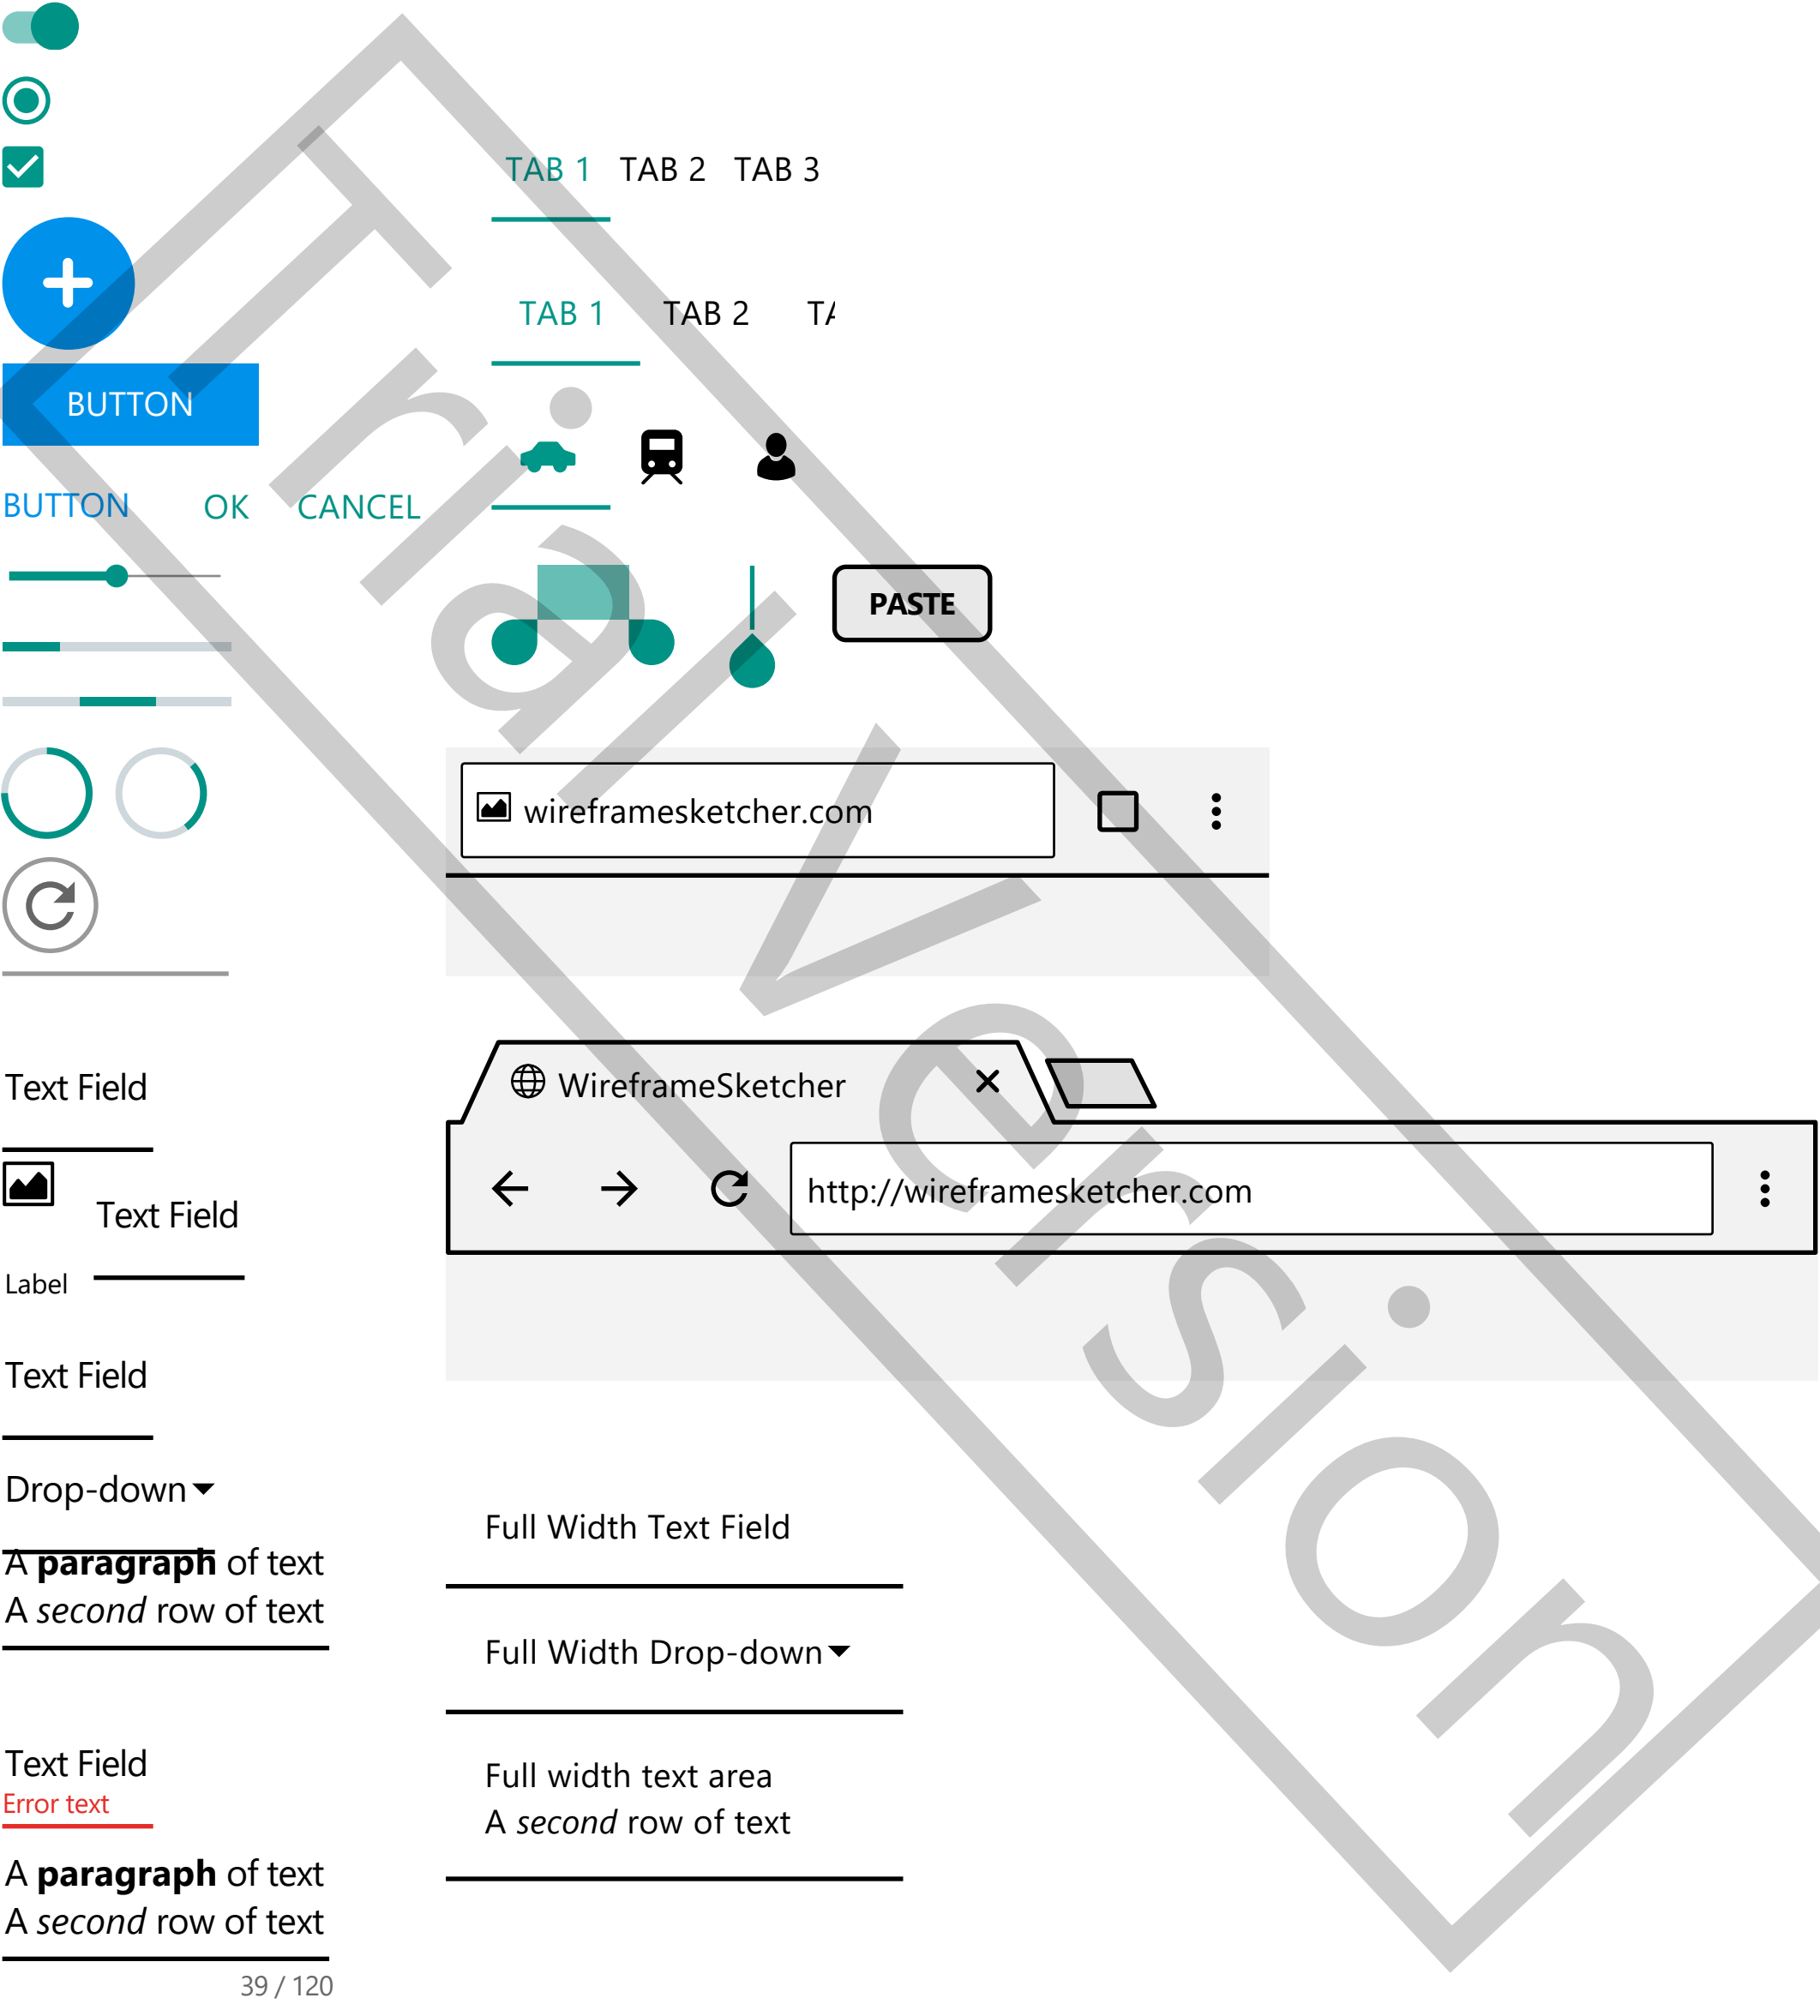 TAB 1 TAB 2 TAB 3
TAB 1 TAB 2 TA
BUTTON
BUTTON OK CANCEL
PASTE
wireframesketcher.com
WireframeSketcher
Text Field
http://wireframesketcher.com
Text Field
Label
Text Field
Drop-down
A paragraph of text
A second row of text
Full Width Text Field
Full Width Drop-down
Text Field
Error text
Full width text area
A second row of text
A paragraph of text
A second row of text
39 / 120
Trial Version